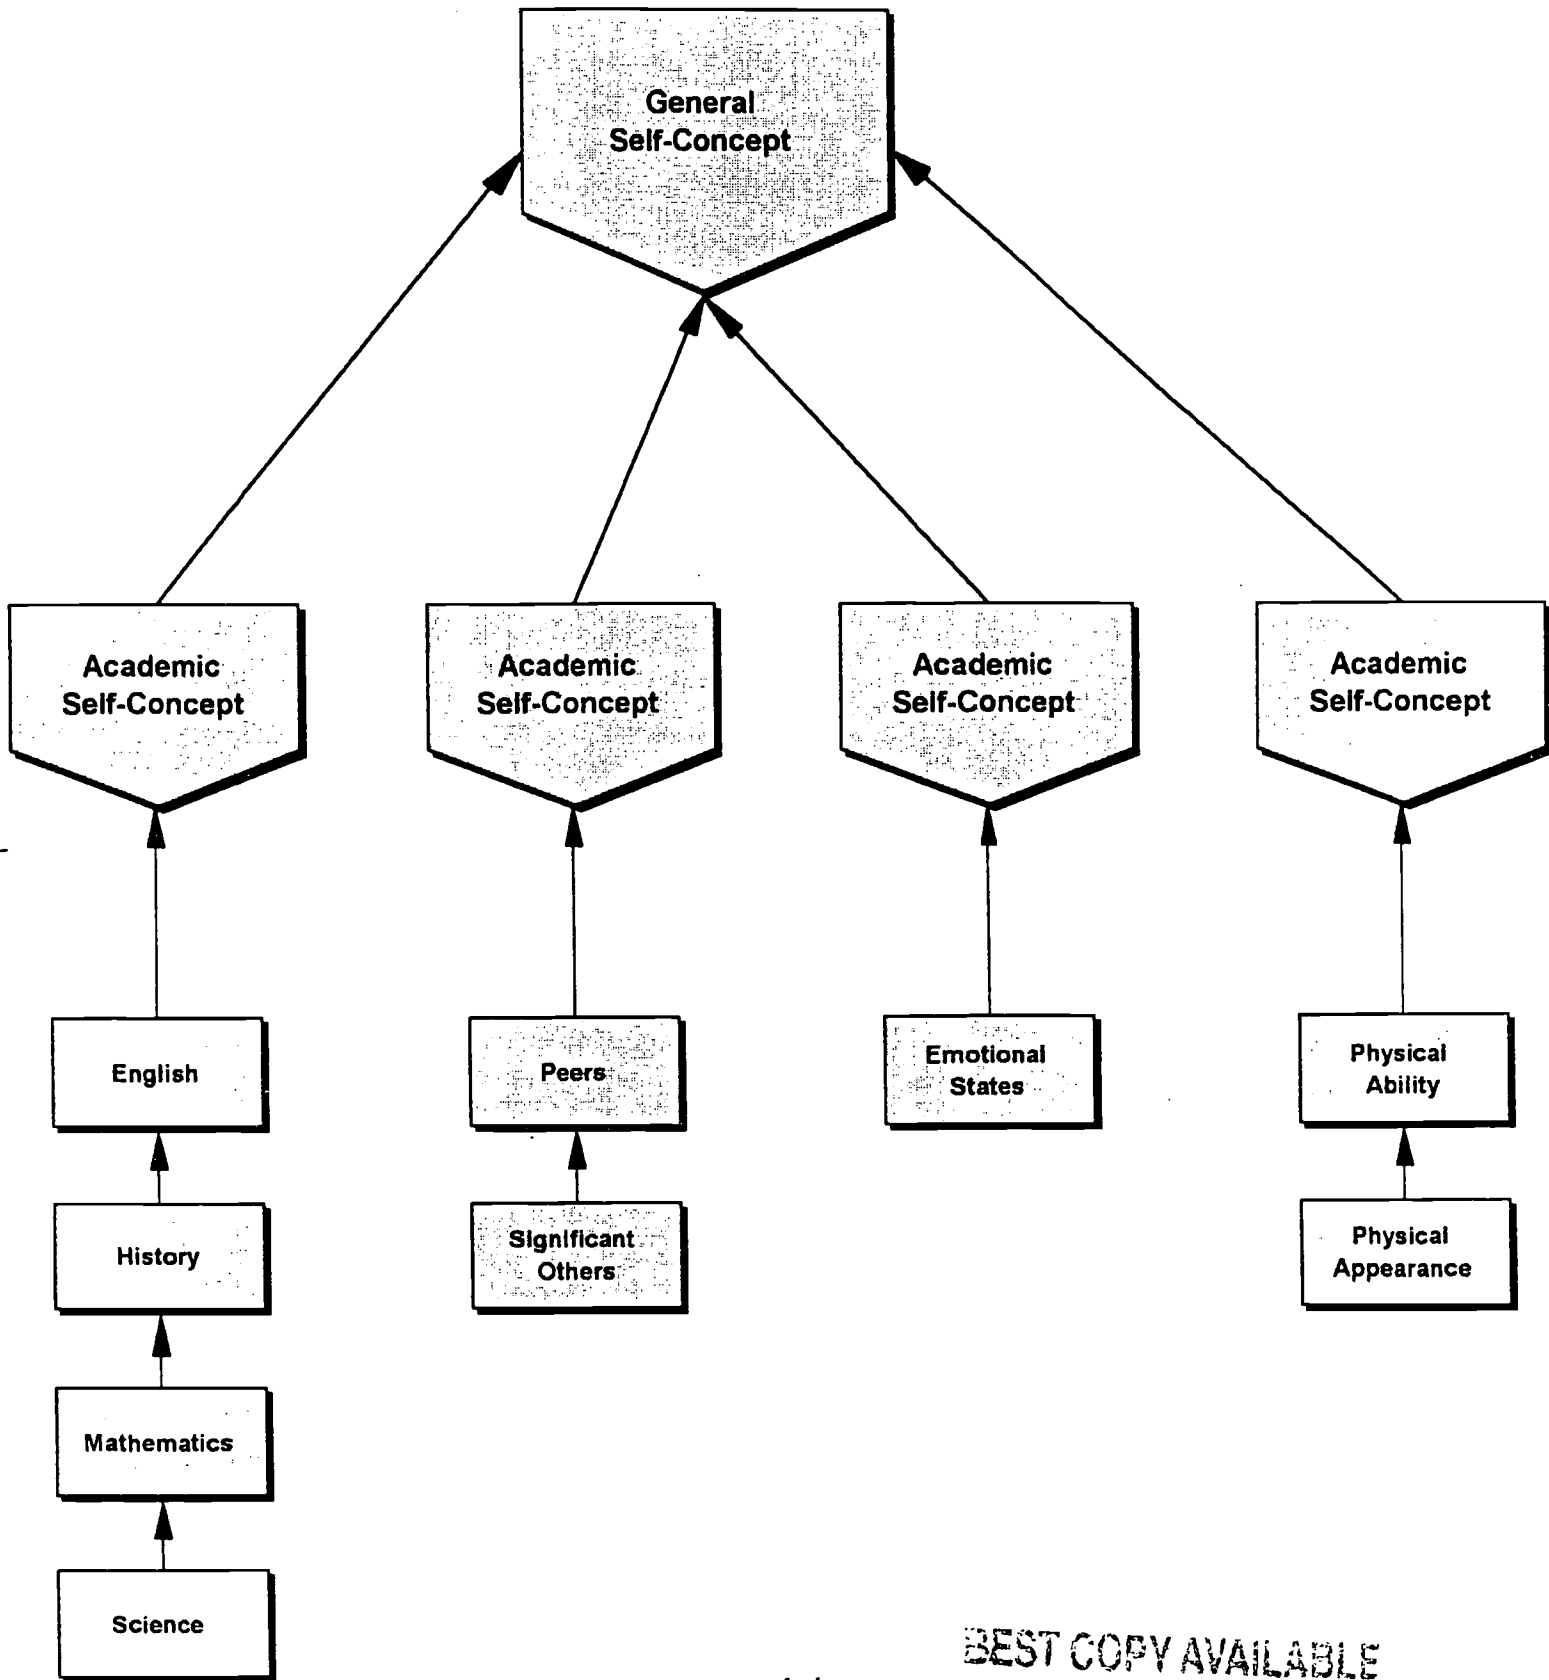 General
Self-Concept
Academic
Self-Concept
Academic
Self-Concept
Academic
Self-Concept
Academic
Self-Concept
English
Peers
Emotional
States
Physical
Ability
History
Significant
Others
Physical
Appearance
Mathematics
Science
BEST COPY AVAILABLE